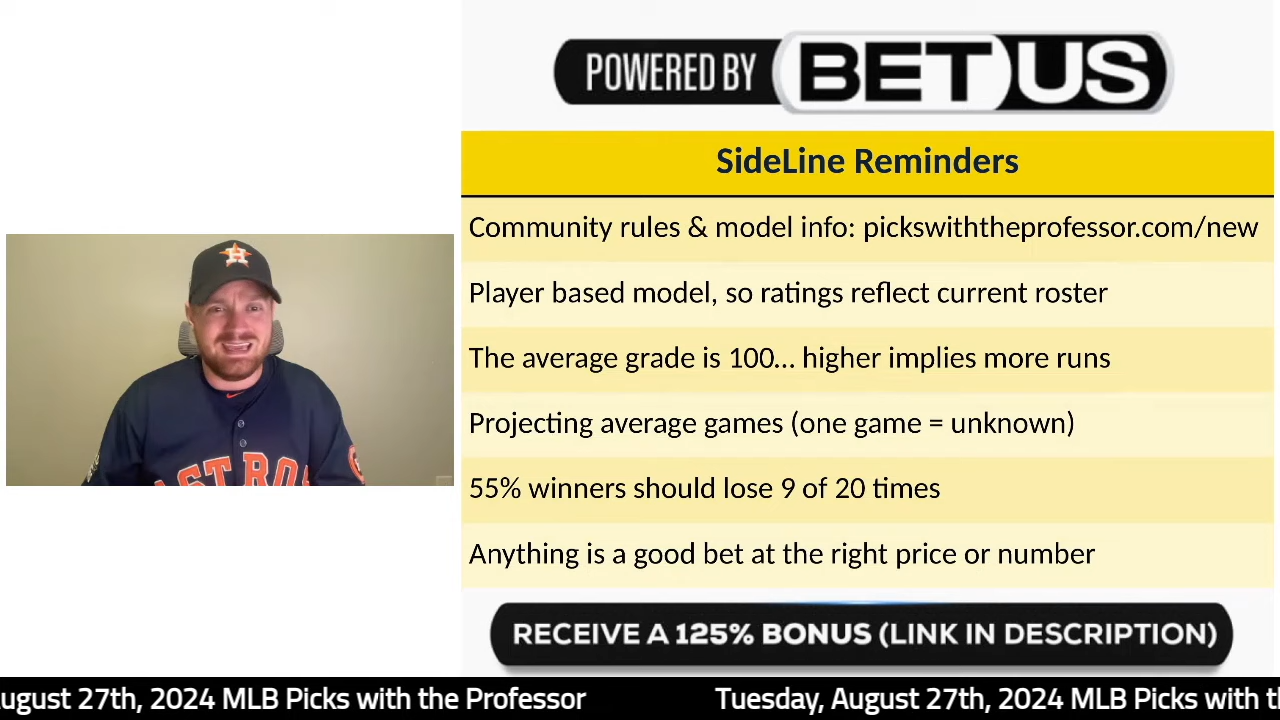 POWERED BY BETUS
SideLine Reminders
Community rules & model info: pickswiththeprofessor.com/new
Player based model, so ratings reflect current roster
The average grade is 100... higher implies more runs
Projecting average games (one game = unknown)
55% winners should lose 9 of 20 times
Anything is a good bet at the right price or number
RECEIVE A 125% BONUS (LINK IN DESCRIPTION)
H
ASTROS
ugust 27th, 2024 MLB Picks with the Professor Tuesday, August 27th, 2024 MLB Picks with t